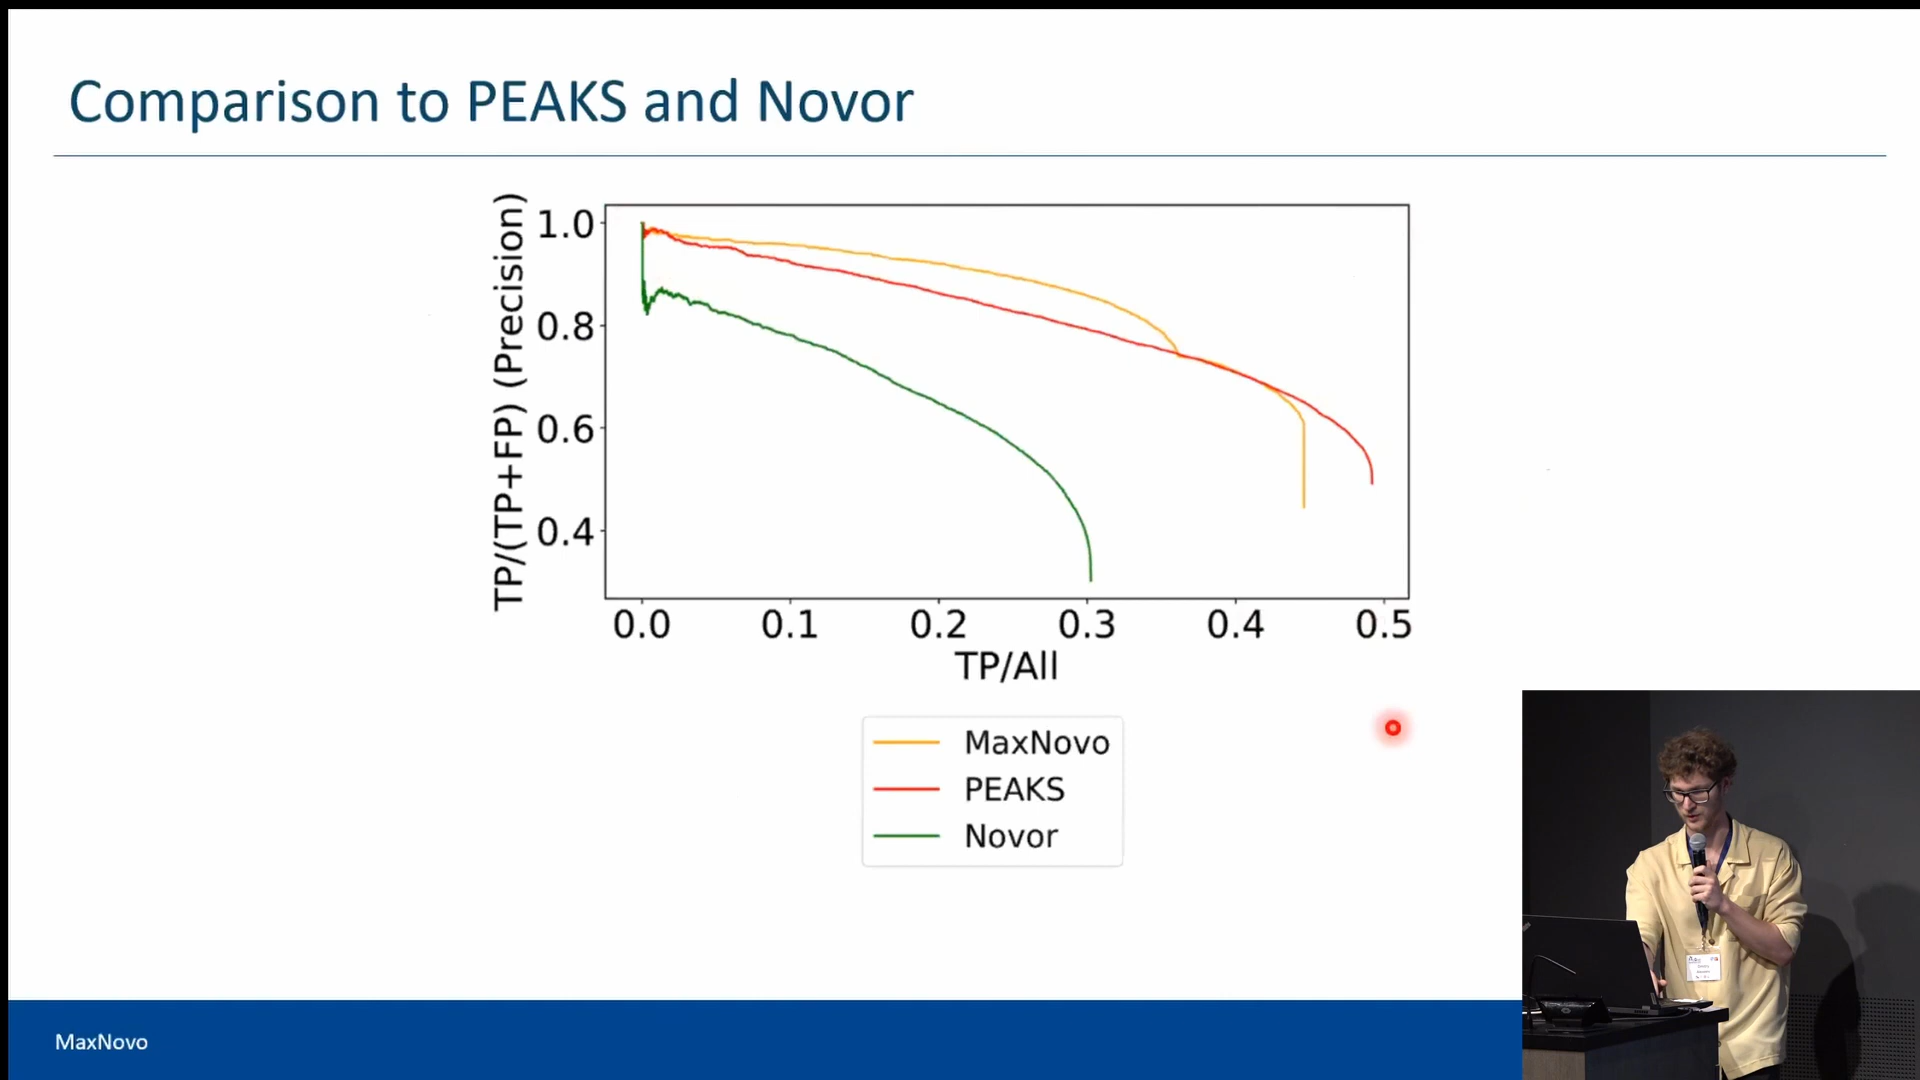 Comparison to PEAKS and Novor
TP/(TP+FP) (Precision)
1.0
0.8
0.6
0.4
0.0 0.1 0.2 0.3 0.4 0.5
TP/All
MaxNovo
PEAKS
Novor
MaxNovo